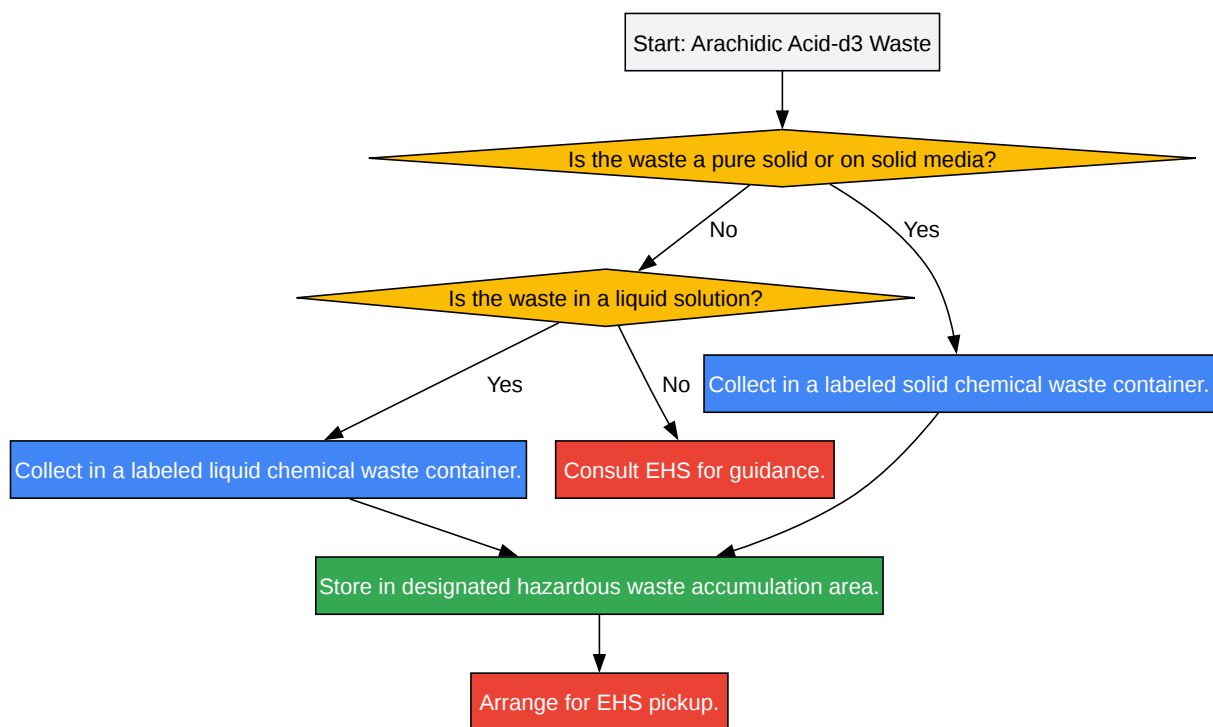 Start: Arachidic Acid-d3 Waste
Is the waste a pure solid or on solid media?
No
Yes
Is the waste in a liquid solution?
Yes
No
Collect in a labeled solid chemical waste container.
Collect in a labeled liquid chemical waste container.
Consult EHS for guidance.
Store in designated hazardous waste accumulation area.
Arrange for EHS pickup.